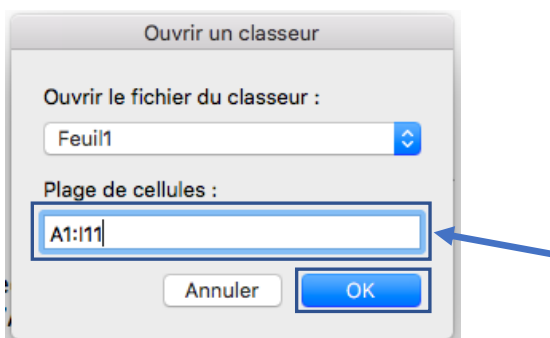 Ouvrir un classeur
Ouvrir le fichier du classeur :
Feuil1
Plage de cellules :
A1:I11
Annuler OK